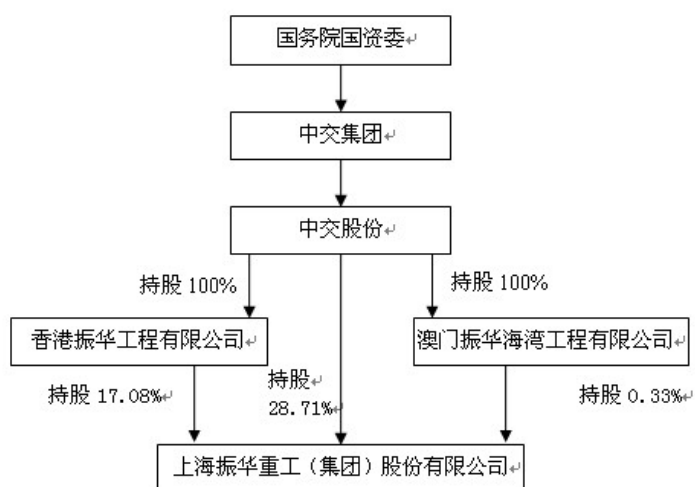 国务院国资委
中交集团
中交股份
持股 100%
持股 100%
香港振华工程有限公司
澳门振华海湾工程有限公司
持股 17.08%
持股
28.71%
持股 0.33%
上海振华重工（集团）股份有限公司